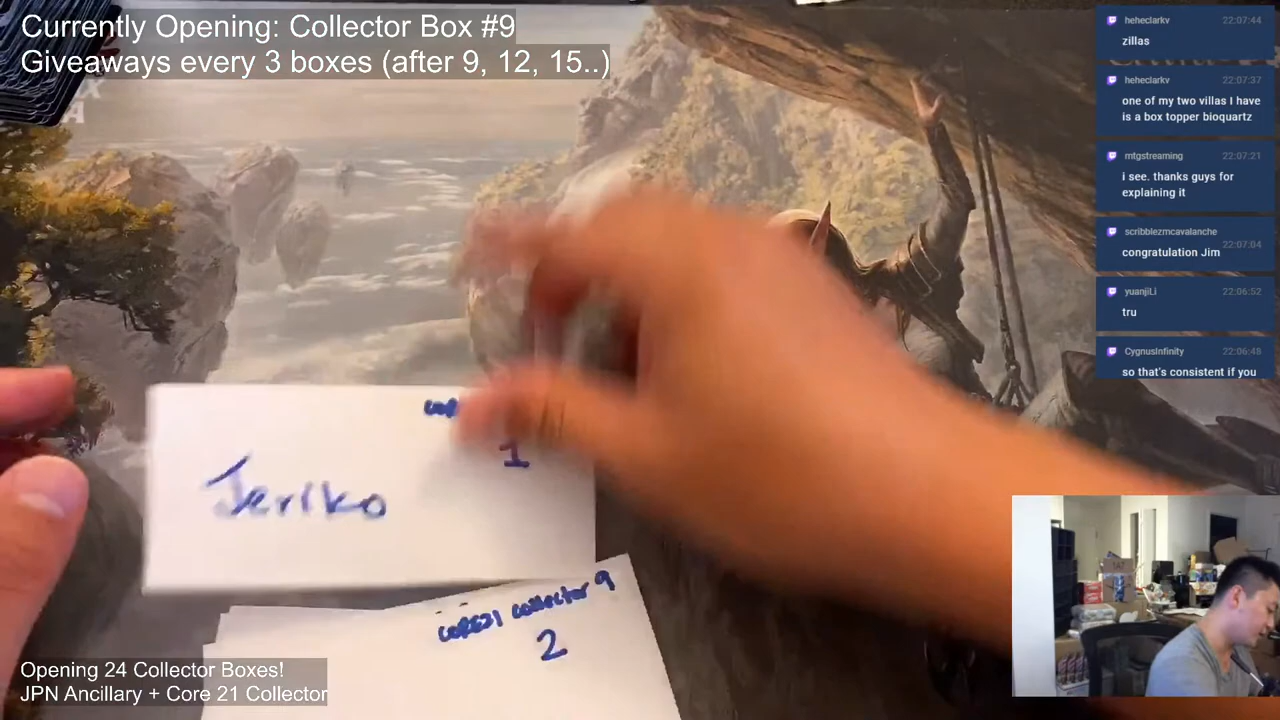 Currently Opening: Collector Box #9
Giveaways every 3 boxes (after 9, 12, 15..)
heheclarkv 22:07:44
zillas
heheclarkv 22:07:37
one of my two villas I have
is a box topper bioquartz
mtgstreaming 22:07:21
i see. thanks guys for
explaining it
scribblezmcavalanche 22:07:04
congratulation Jim
yuanjiLi 22:06:52
tru
CygnusInfinity 22:06:48
so that's consistent if you
1
Jeriko
core21 collector 9
2
Opening 24 Collector Boxes!
JPN Ancillary + Core 21 Collector